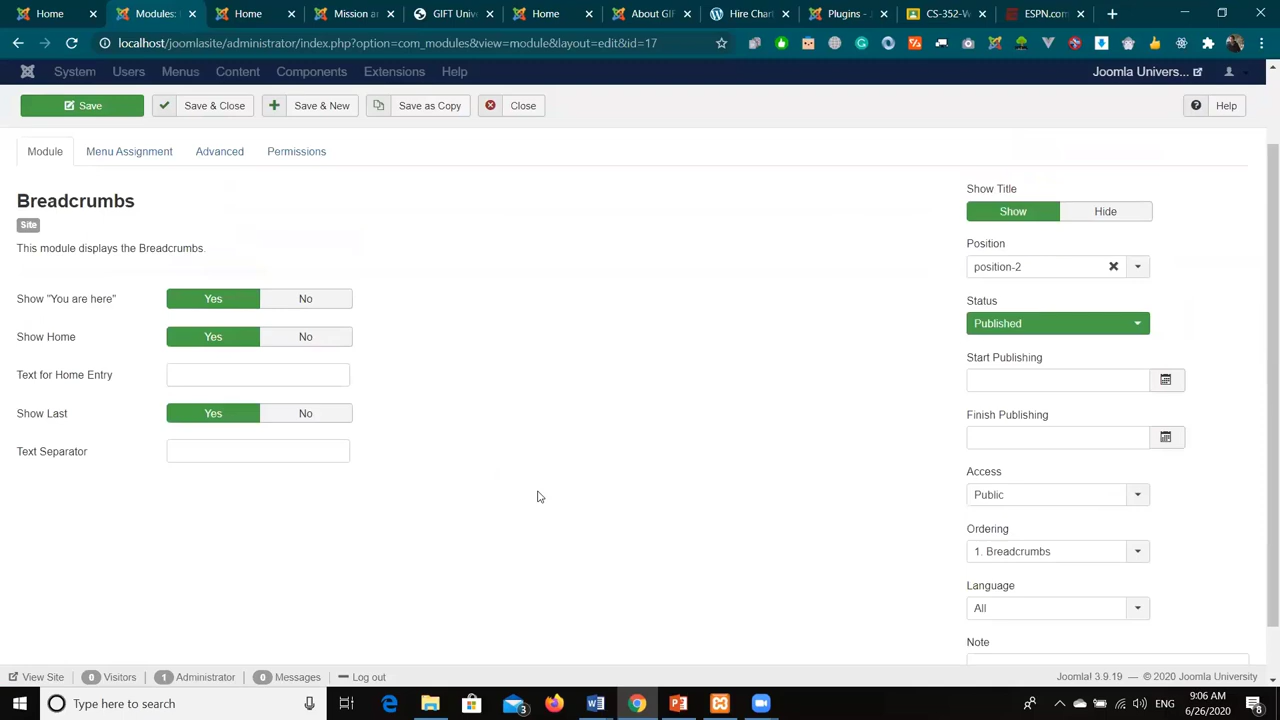 Home
Modules:
Home
Mission an
GIFT Univ
Home
About GIF
Hire Chart
Plugins - J
CS-352-W
ESPN.com
localhost/joomlasite/administrator/index.php?option=com_modules&view=module&layout=edit&id=17
System Users Menus Content Components Extensions Help
Joomla Univers...
Save
Save & Close
Save & New
Save as Copy
Close
Help
Module Menu Assignment Advanced Permissions
Breadcrumbs
Site
This module displays the Breadcrumbs.
Show "You are here" Yes No
Show Home Yes No
Text for Home Entry
Show Last Yes No
Text Separator
Show Title
Show Hide
Position
position-2
Status
Published
Start Publishing
Finish Publishing
Access
Public
Ordering
1. Breadcrumbs
Language
All
Note
View Site 0 Visitors 1 Administrator 0 Messages Log out
Joomla! 3.9.19 — © 2020 Joomla University
Type here to search
3
ENG
9:06 AM
6/26/2020
8